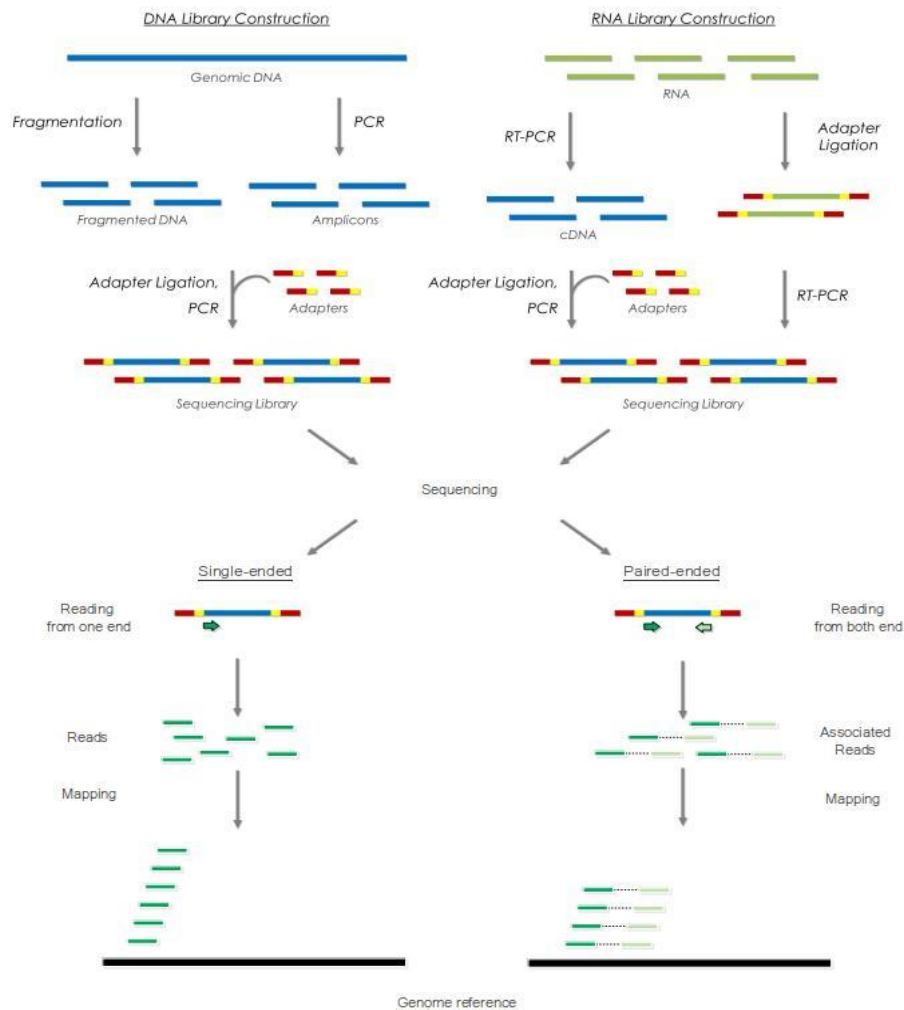 DNA Library Construction
RNA Library Construction
Genomic DNA
RNA
Fragmentation
PCR
RT-PCR
Adapter
Ligation
Fragmented DNA
Amplicons
cDNA
Adapter Ligation,
PCR
Adapters
Adapter Ligation,
PCR
Adapters
RT-PCR
Sequencing Library
Sequencing Library
Sequencing
Single-ended
Paired-ended
Reading
from one end
Reading
from both end
Reads
Associated
Reads
Mapping
Mapping
Genome reference